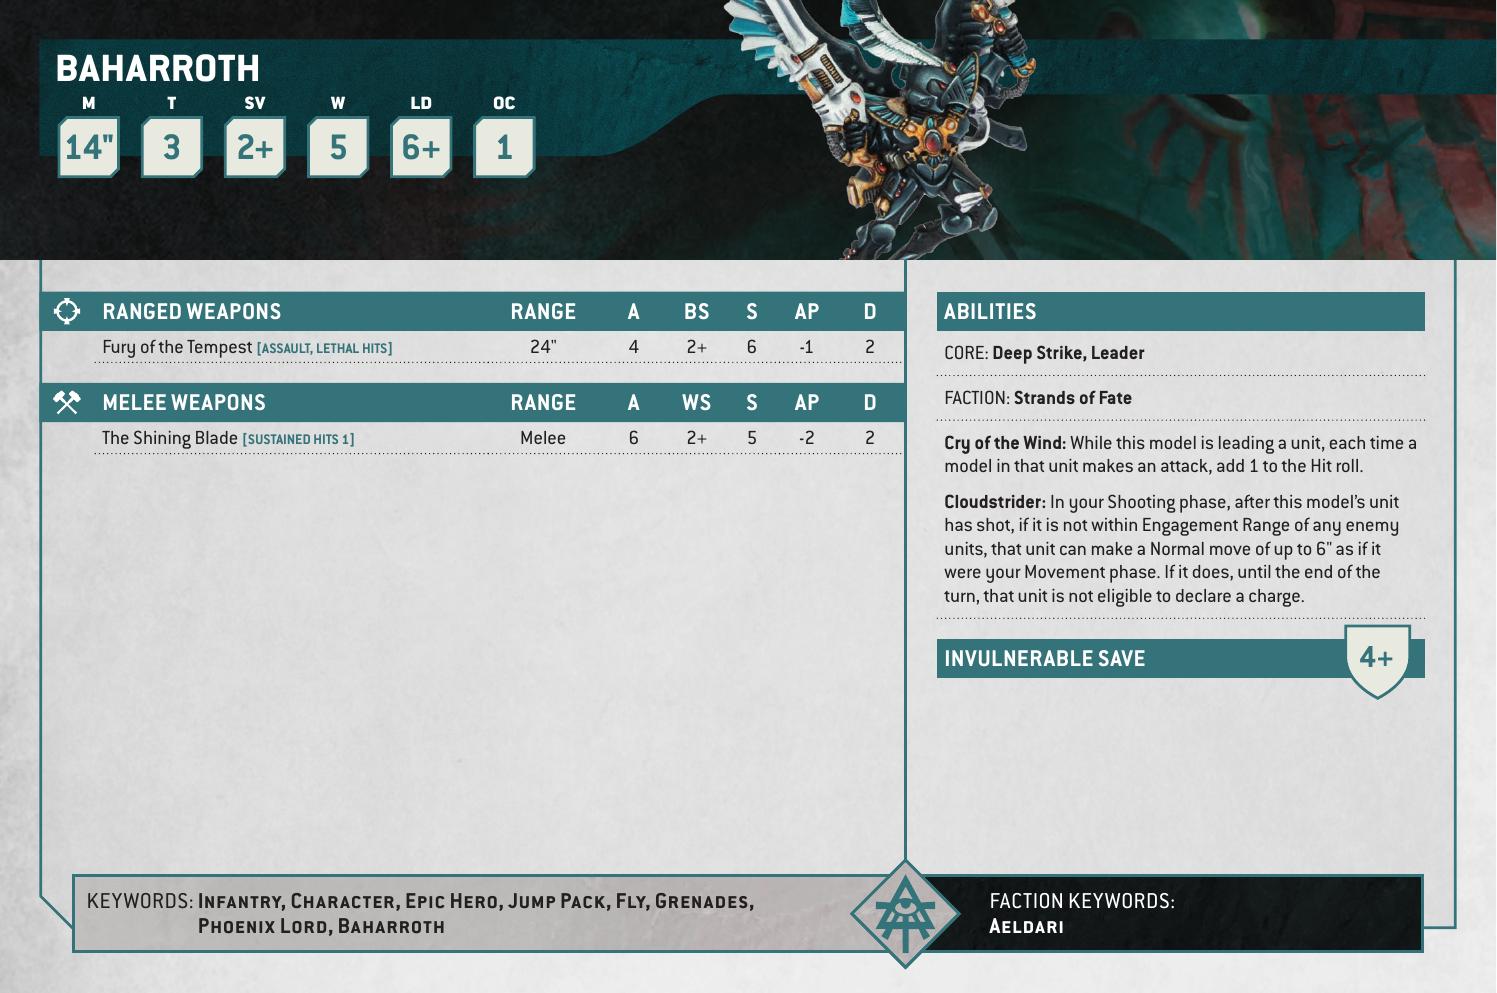 BAHARROTH
M T SV W LD OC
14" 3 2+ 5 6+ 1
RANGED WEAPONS RANGE A BS S AP D
Fury of the Tempest [ASSAULT, LETHAL HITS] 24" 4 2+ 6 -1 2
MELEE WEAPONS RANGE A WS S AP D
The Shining Blade [SUSTAINED HITS 1] Melee 6 2+ 5 -2 2
ABILITIES
CORE: Deep Strike, Leader
FACTION: Strands of Fate
Cry of the Wind: While this model is leading a unit, each time a
model in that unit makes an attack, add 1 to the Hit roll.
Cloudstrider: In your Shooting phase, after this model's unit
has shot, if it is not within Engagement Range of any enemy
units, that unit can make a Normal move of up to 6" as if it
were your Movement phase. If it does, until the end of the
turn, that unit is not eligible to declare a charge.
INVULNERABLE SAVE 4+
KEYWORDS: INFANTRY, CHARACTER, EPIC HERO, JUMP PACK, FLY, GRENADES,
PHOENIX LORD, BAHARROTH
FACTION KEYWORDS:
AELDARI